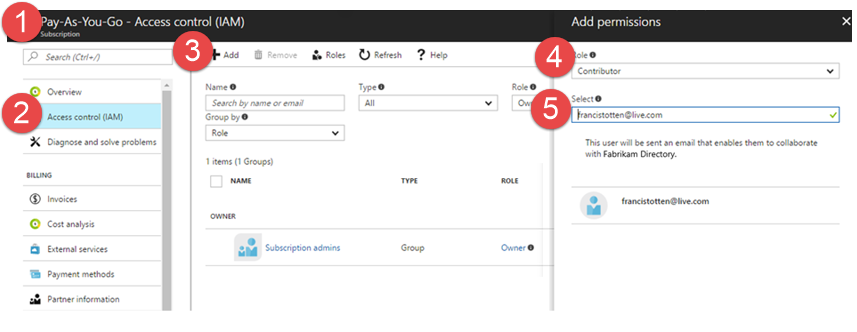 1
Pay-As-You-Go - Access control (IAM)
Subscription
Search (Ctrl+/)
2
Overview
Access control (IAM)
Diagnose and solve problems
BILLING
Invoices
Cost analysis
External services
Payment methods
Partner information
3
Add Remove Roles Refresh ? Help
Name Type Role
Search by name or email All
Group by
Role
1 items (1 Groups)
NAME TYPE ROLE
OWNER
Subscription admins Group Owner
Add permissions
4
Role
Contributor
5
Select
francistotten@live.com
This user will be sent an email that enables them to collaborate
with Fabrikam Directory.
francistotten@live.com